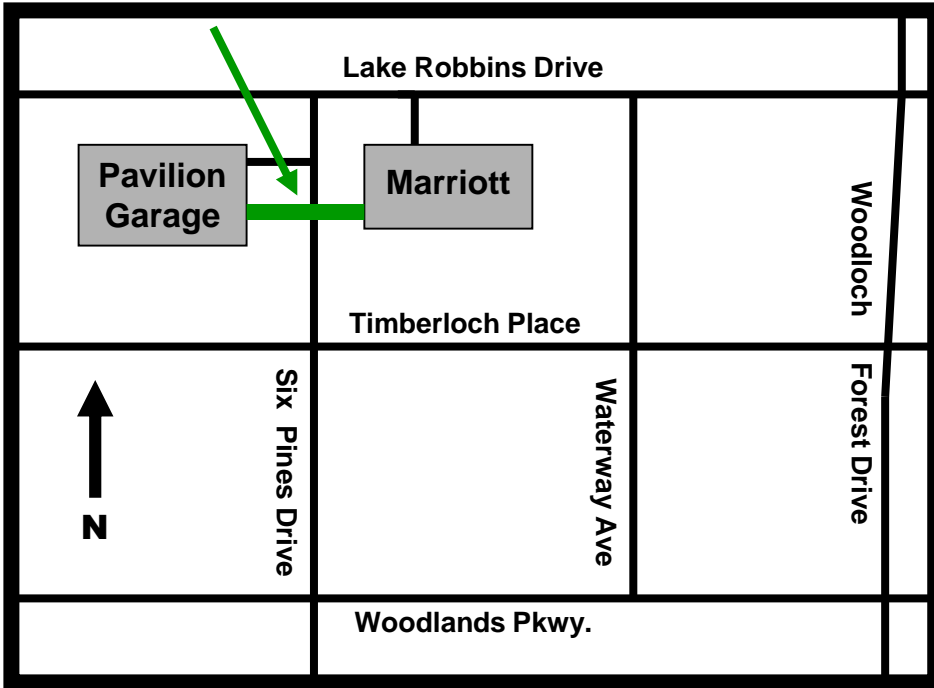 Lake Robbins Drive
Pavilion
Garage
Marriott
Woodloch
Timberloch Place
Six Pines Drive
Waterway Ave
Forest Drive
N
Woodlands Pkwy.